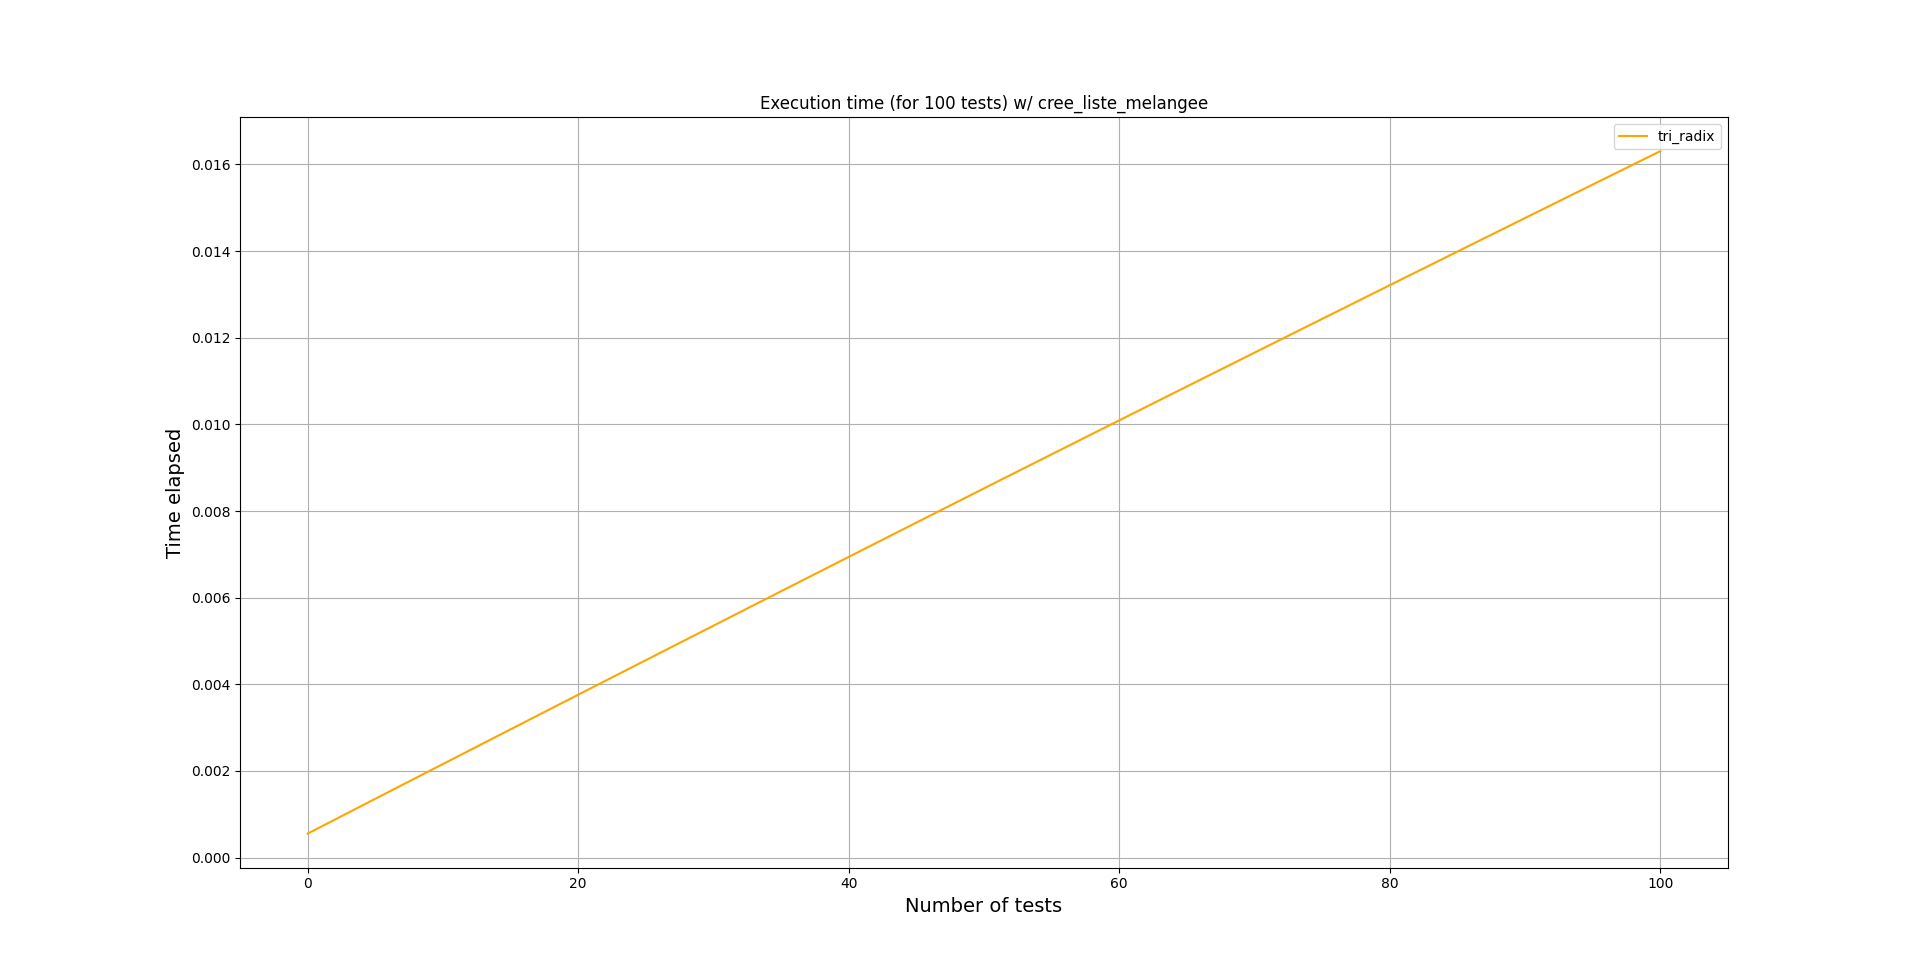 Execution time (for 100 tests) w/ cree_liste_melangee
tri_radix
0.016
0.014
0.012
0.010
0.008
0.006
0.004
0.002
0.000
Time elapsed
0 20 40 60 80 100
Number of tests